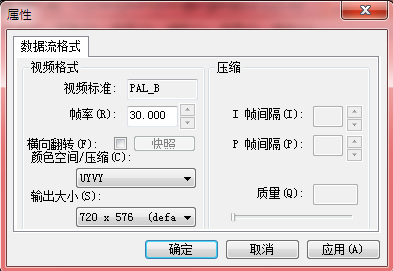 属性
数据流格式
视频格式
视频标准: PAL_B
帧率(R): 30.000
横向翻转(F): 快照
颜色空间/压缩(C):
UYVY
输出大小(S):
720 x 576 (defa
压缩
I 帧间隔(I):
P 帧间隔(P):
质量(Q):
确定 取消 应用(A)